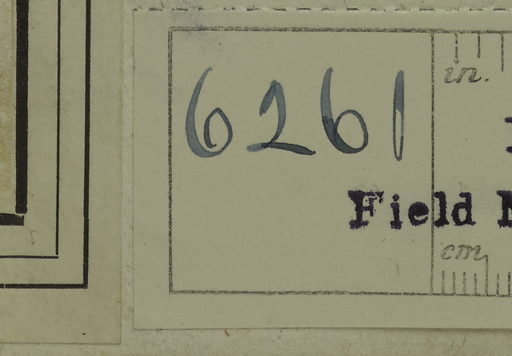 6261
in.
Field
cm